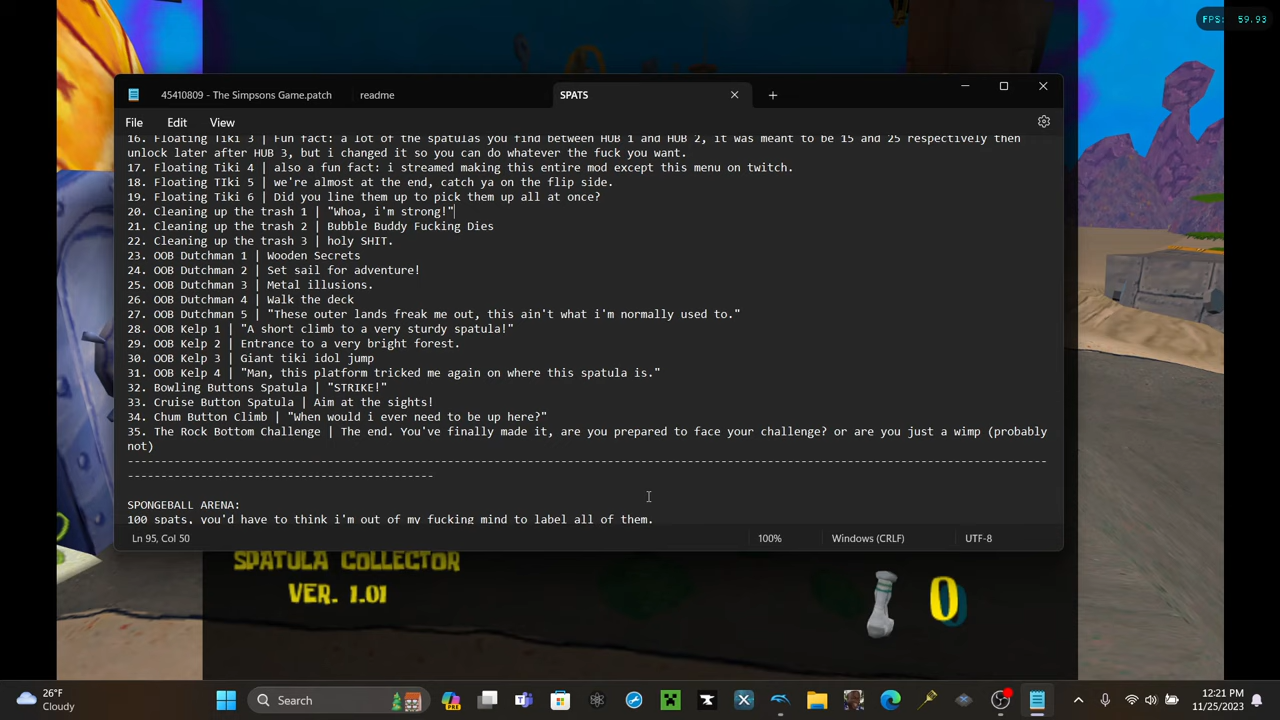 FPS: 59.93
45410809 - The Simpsons Game.patch
readme
SPATS
File
Edit
View
16. Floating Tiki 3 | Fun fact: a lot of the spatulas you find between HUB 1 and HUB 2, it was meant to be 15 and 25 respectively then
unlock later after HUB 3, but i changed it so you can do whatever the fuck you want.
17. Floating Tiki 4 | also a fun fact: i streamed making this entire mod except this menu on twitch.
18. Floating Tiki 5 | we're almost at the end, catch ya on the flip side.
19. Floating Tiki 6 | Did you line them up to pick them up all at once?
20. Cleaning up the trash 1 | "Whoa, i'm strong!"
21. Cleaning up the trash 2 | Bubble Buddy Fucking Dies
22. Cleaning up the trash 3 | holy SHIT.
23. OOB Dutchman 1 | Wooden Secrets
24. OOB Dutchman 2 | Set sail for adventure!
25. OOB Dutchman 3 | Metal illusions.
26. OOB Dutchman 4 | Walk the deck
27. OOB Dutchman 5 | "These outer lands freak me out, this ain't what i'm normally used to."
28. OOB Kelp 1 | "A short climb to a very sturdy spatula!"
29. OOB Kelp 2 | Entrance to a very bright forest.
30. OOB Kelp 3 | Giant tiki idol jump
31. OOB Kelp 4 | "Man, this platform tricked me again on where this spatula is."
32. Bowling Buttons Spatula | "STRIKE!"
33. Cruise Button Spatula | Aim at the sights!
34. Chum Button Climb | "When would i ever need to be up here?"
35. The Rock Bottom Challenge | The end. You've finally made it, are you prepared to face your challenge? or are you just a wimp (probably
not)
------------------------------------------------------------------------------------------------------------------------------------------
----------------------------------------------
SPONGEBALL ARENA:
100 spats, you'd have to think i'm out of my fucking mind to label all of them.
Ln 95, Col 50
100%
Windows (CRLF)
UTF-8
SPATULA COLLECTOR
VER. 1.01
0
26°F
Cloudy
Search
PRE
12:21 PM
11/25/2023